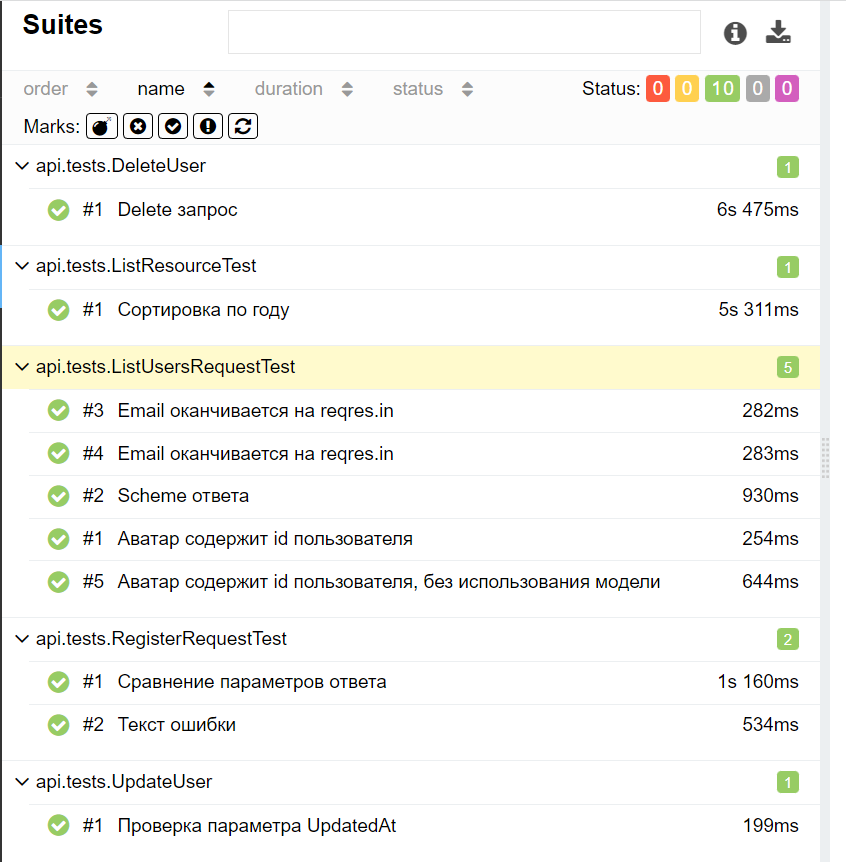 Suites
order name duration status Status: 0 0 10 0 0
Marks:
api.tests.DeleteUser 1
#1 Delete запрос 6s 475ms
api.tests.ListResourceTest 1
#1 Сортировка по году 5s 311ms
api.tests.ListUsersRequestTest 5
#3 Email оканчивается на reqres.in 282ms
#4 Email оканчивается на reqres.in 283ms
#2 Scheme ответа 930ms
#1 Аватар содержит id пользователя 254ms
#5 Аватар содержит id пользователя, без использования модели 644ms
api.tests.RegisterRequestTest 2
#1 Сравнение параметров ответа 1s 160ms
#2 Текст ошибки 534ms
api.tests.UpdateUser 1
#1 Проверка параметра UpdatedAt 199ms